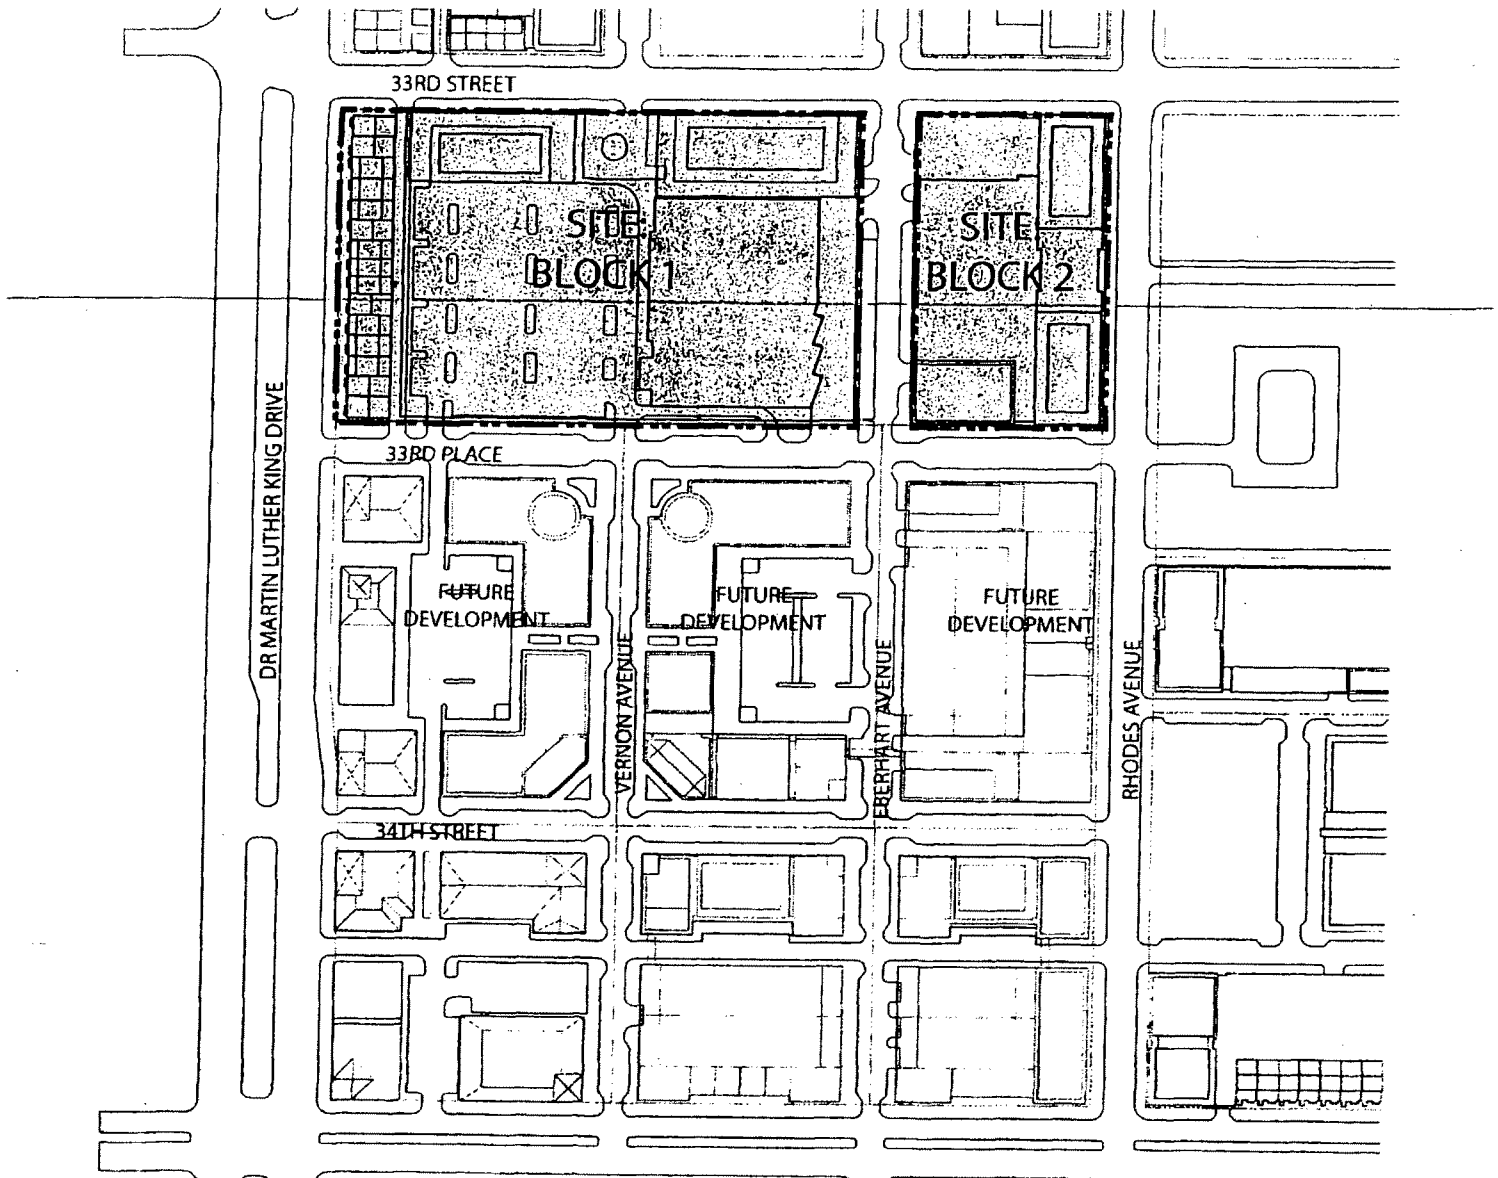 33RD STREET
SITE
BLOCK 1
SITE
BLOCK 2
33RD PLACE
DR MARTIN LUTHER KING DRIVE
FUTURE
DEVELOPMENT
FUTURE
DEVELOPMENT
FUTURE
DEVELOPMENT
VERNON AVENUE
EBERHART AVENUE
RHODES AVENUE
34TH STREET